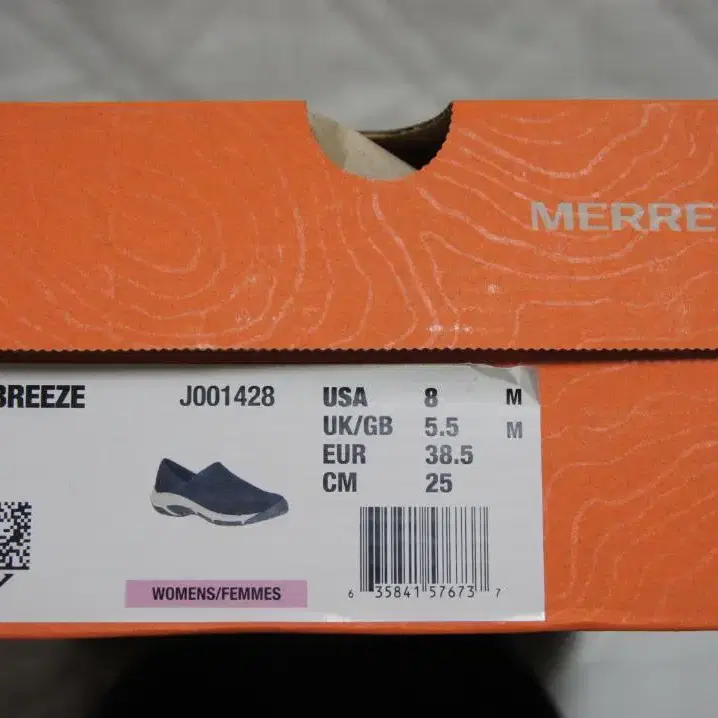 MERRE
BREEZE J001428
USA 8 M
UK/GB 5.5 M
EUR 38.5
CM 25
6 35841 57673 7
WOMENS/FEMMES